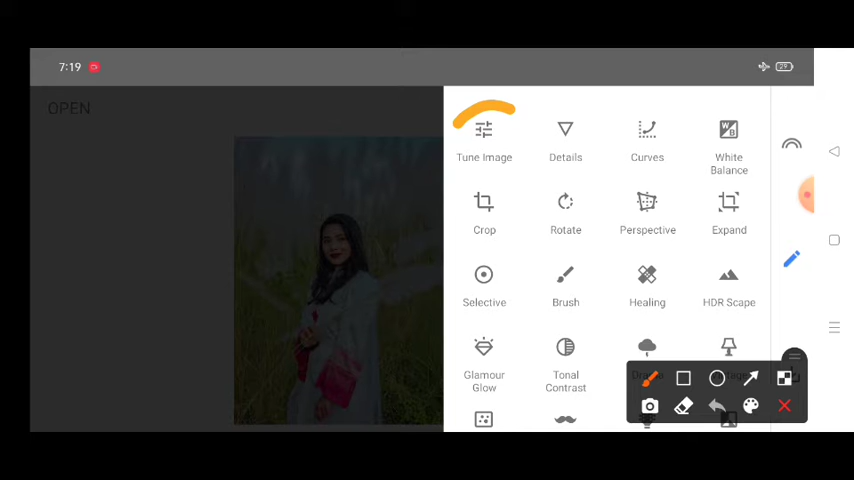 7:19
29
OPEN
Tune Image
Details
Curves
W
B
White
Balance
Crop
Rotate
Perspective
Expand
Selective
Brush
Healing
HDR Scape
Glamour
Glow
Tonal
Contrast